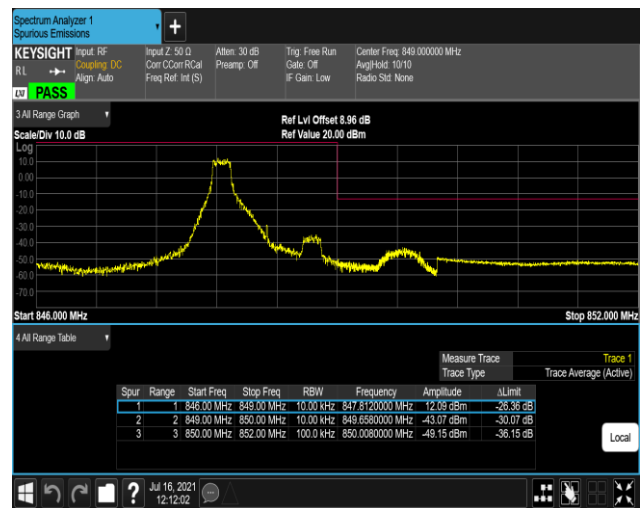 Spectrum Analyzer 1
Spurious Emissions
+
KEYSIGHT Input: RF Input Z: 50 Ω Atten: 30 dB Trig: Free Run Center Freq: 849.000000 MHz
R L Coupling: DC Corr CCorr RCal Preamp: Off Gate: Off Avg|Hold: 10/10
Align: Auto Freq Ref: Int (S) IF Gain: Low Radio Std: None
LXI PASS
3 All Range Graph
Ref Lvl Offset 8.96 dB
Scale/Div 10.0 dB Ref Value 20.00 dBm
Log
10.0
0.00
-10.0
-20.0
-30.0
-40.0
-50.0
-60.0
-70.0
Start 846.000 MHz Stop 852.000 MHz
4 All Range Table
Measure Trace Trace 1
Trace Type Trace Average (Active)
Spur Range Start Freq Stop Freq RBW Frequency Amplitude ΔLimit
1 1 846.00 MHz 849.00 MHz 10.00 kHz 847.8120000 MHz 12.09 dBm -26.36 dB
2 2 849.00 MHz 850.00 MHz 10.00 kHz 849.6580000 MHz -43.07 dBm -30.07 dB
3 3 850.00 MHz 852.00 MHz 100.0 kHz 850.0080000 MHz -49.15 dBm -36.15 dB
Local
? Jul 16, 2021
12:12:02